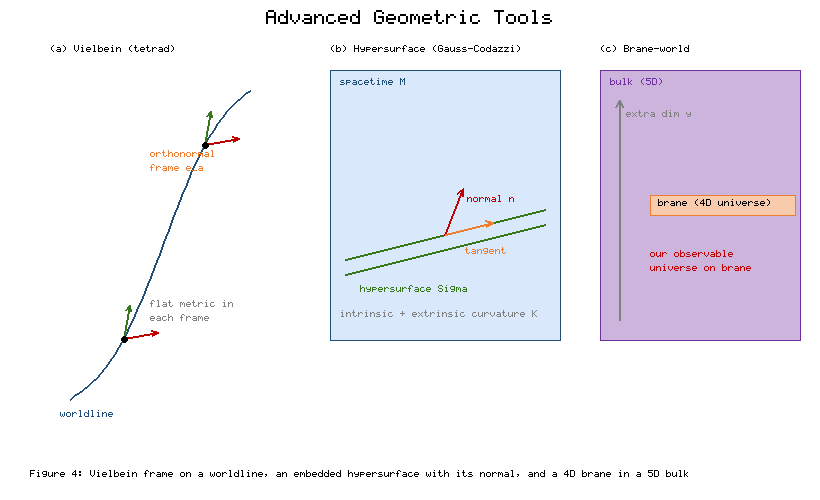 Advanced Geometric Tools
(a) Vielbein (tetrad)
orthonormal
frame e_a
flat metric in
each frame
worldline
(b) Hypersurface (Gauss-Codazzi)
spacetime M
normal n
tangent
hypersurface Sigma
intrinsic + extrinsic curvature K
(c) Brane-world
bulk (5D)
extra dim y
brane (4D universe)
our observable
universe on brane
Figure 4: Vielbein frame on a worldline, an embedded hypersurface with its normal, and a 4D brane in a 5D bulk